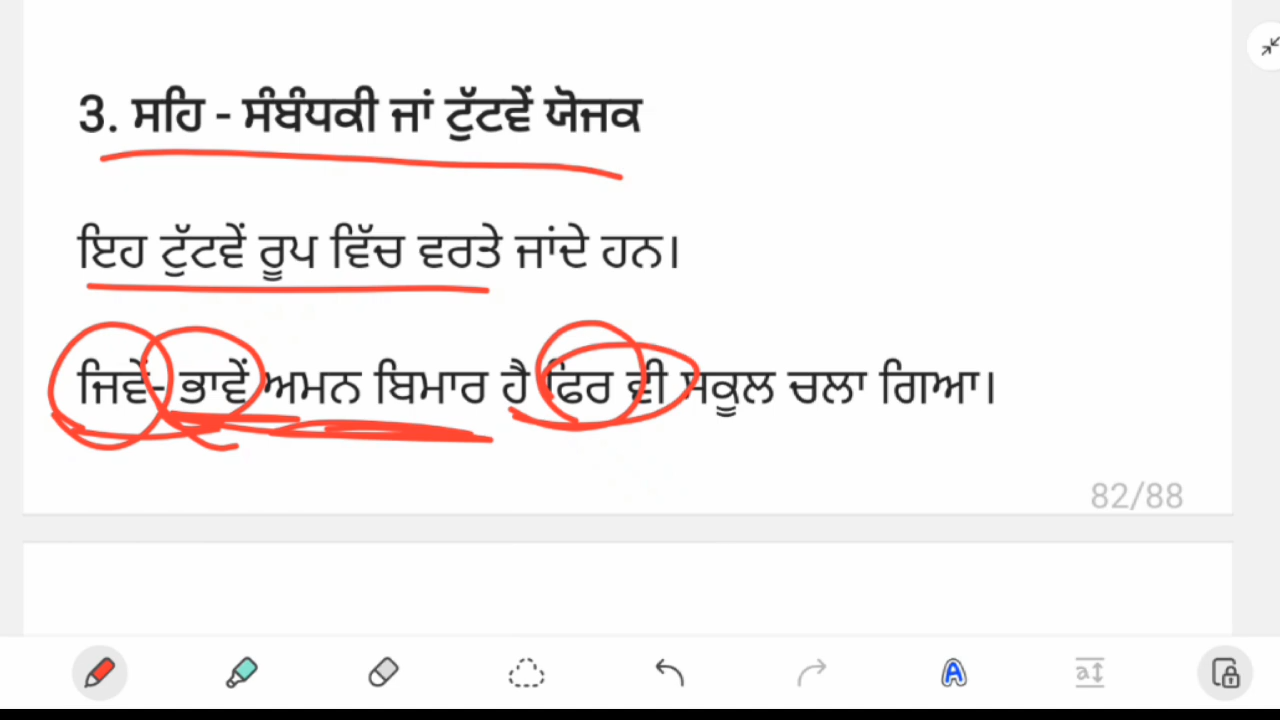 3. ਸਹਿ - ਸੰਬੰਧਕੀ ਜਾਂ ਟੁੱਟਵੇਂ ਯੋਜਕ
ਇਹ ਟੁੱਟਵੇਂ ਰੂਪ ਵਿੱਚ ਵਰਤੇ ਜਾਂਦੇ ਹਨ।
ਜਿਵੇਂ- ਭਾਵੇਂ ਅਮਨ ਬਿਮਾਰ ਹੈ ਫਿਰ ਵੀ ਸਕੂਲ ਚਲਾ ਗਿਆ।
82/88
A a